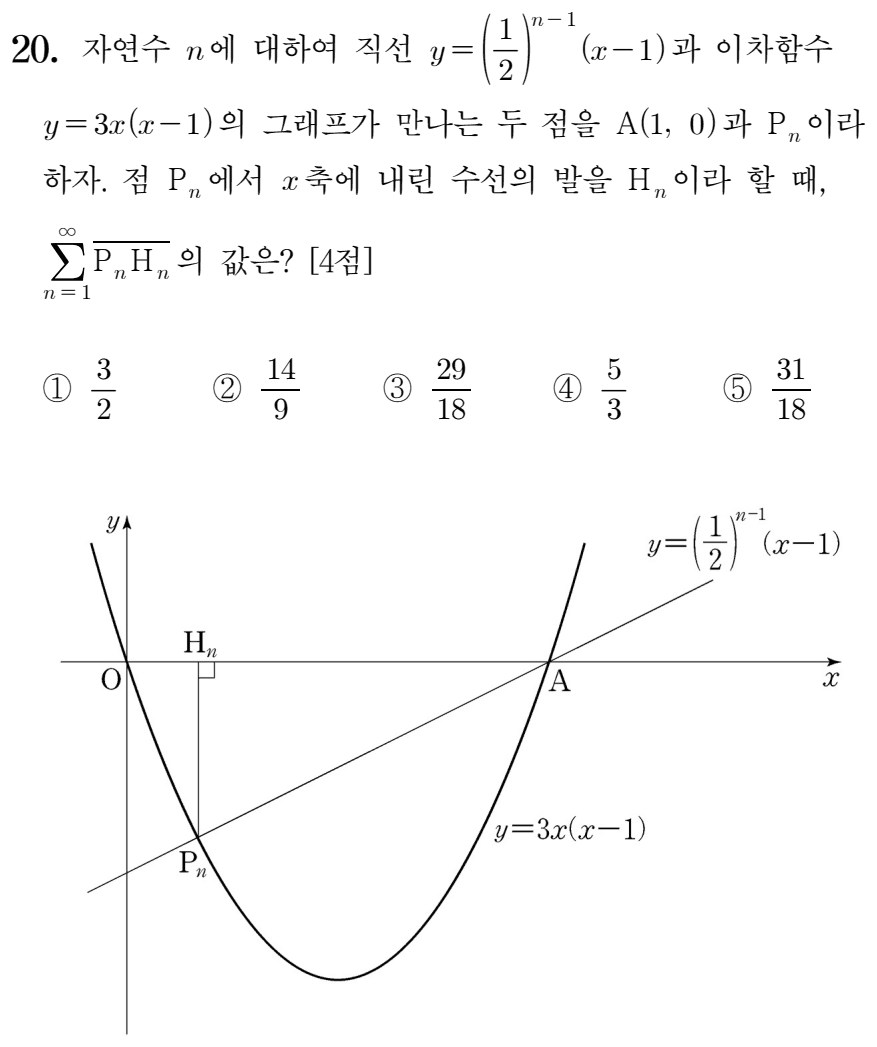 20. 자연수 n에 대하여 직선 y=(1/2)^{n-1}(x-1)과 이차함수
y=3x(x-1)의 그래프가 만나는 두 점을 A(1, 0)과 P_n이라
하자. 점 P_n에서 x축에 내린 수선의 발을 H_n이라 할 때,
\sum_{n=1}^{∞} \overline{P_n H_n}의 값은? [4점]
① 3/2 ② 14/9 ③ 29/18 ④ 5/3 ⑤ 31/18
y
y=(1/2)^{n-1}(x-1)
H_n
O
A
x
y=3x(x-1)
P_n